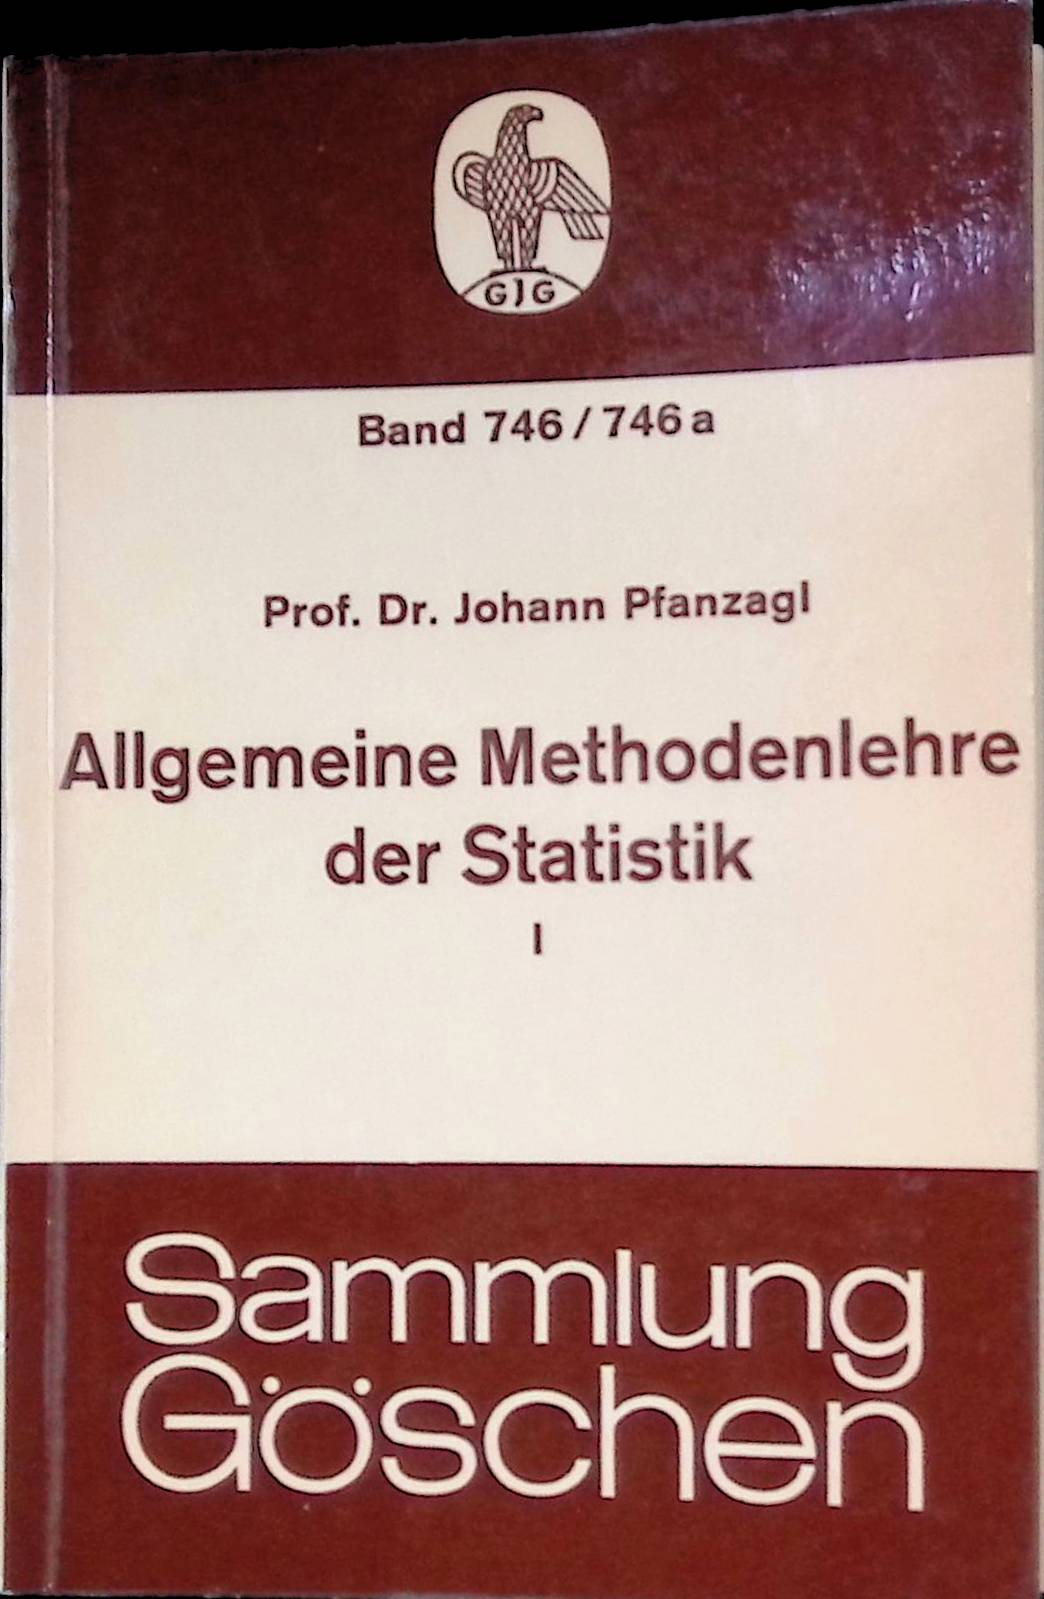 GJG
Band 746/746a
Prof. Dr. Johann Pfanzagl
Allgemeine Methodenlehre
der Statistik
I
Sammlung
Göschen